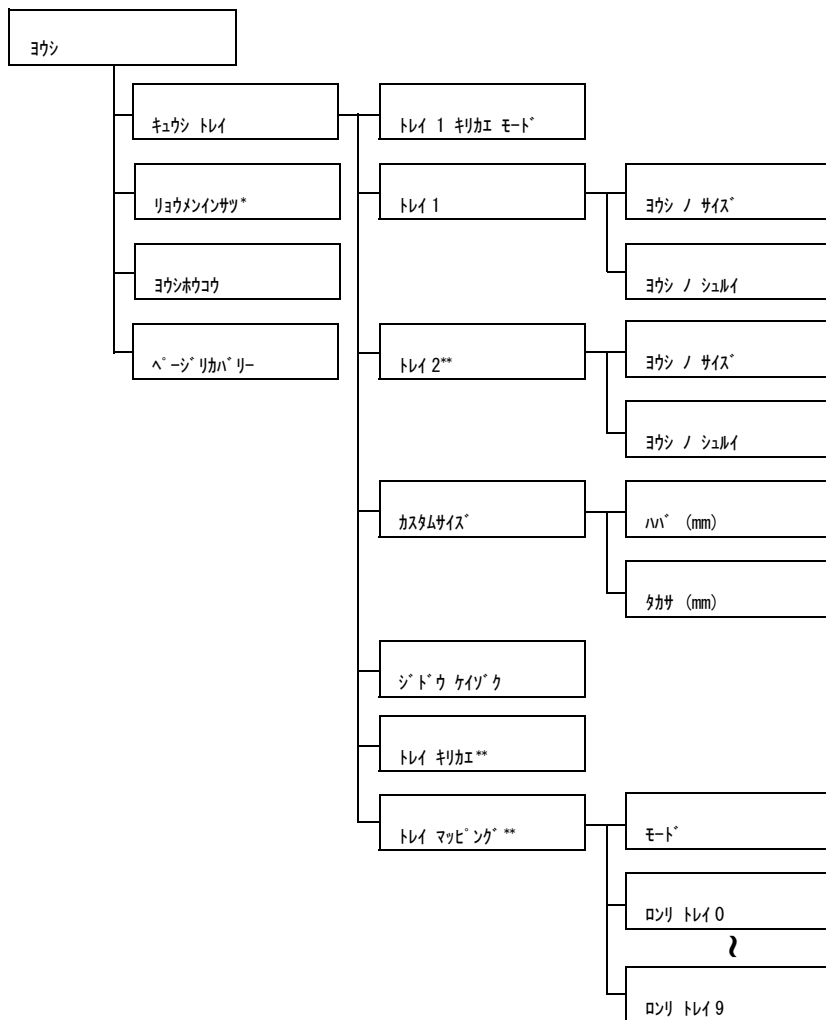 ﾖｳｼ
ｷｭｳｼ ﾄﾚｲ
ﾄﾚｲ 1 ｷﾘｶｴ ﾓｰﾄﾞ
ﾘｮｳﾒﾝｲﾝｻﾂ*
ﾄﾚｲ 1
ﾖｳｼ ﾉ ｻｲｽﾞ
ﾖｳｼﾎｳｺｳ
ﾖｳｼ ﾉ ｼｭﾙｲ
ﾍﾟｰｼﾞﾘｶﾊﾞﾘｰ
ﾄﾚｲ 2**
ﾖｳｼ ﾉ ｻｲｽﾞ
ﾖｳｼ ﾉ ｼｭﾙｲ
ｶｽﾀﾑｻｲｽﾞ
ﾊﾊﾞ (mm)
ﾀｶｻ (mm)
ｼﾞﾄﾞｳ ｹｲｿﾞｸ
ﾄﾚｲ ｷﾘｶｴ**
ﾄﾚｲ ﾏｯﾋﾟﾝｸﾞ**
ﾓｰﾄﾞ
ﾛﾝﾘ ﾄﾚｲ 0
~
ﾛﾝﾘ ﾄﾚｲ 9